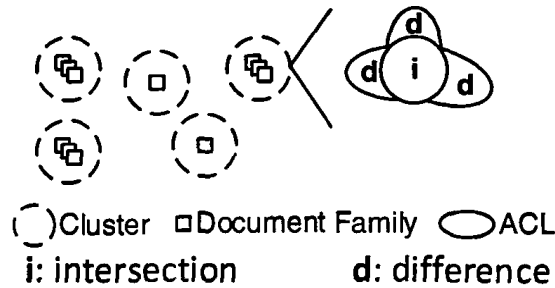 d
d i d
Cluster Document Family ACL
i: intersection d: difference